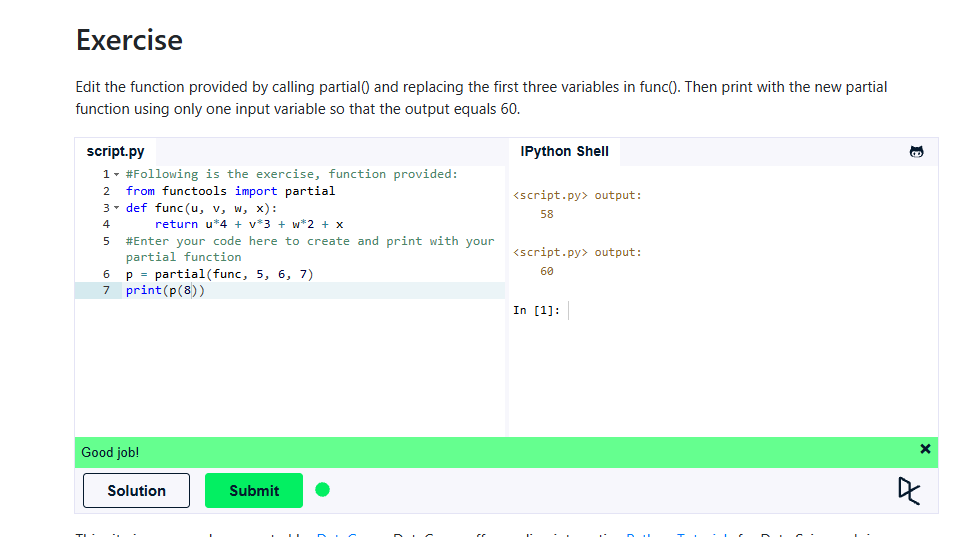 Exercise
Edit the function provided by calling partial() and replacing the first three variables in func(). Then print with the new partial
function using only one input variable so that the output equals 60.
script.py
1 #Following is the exercise, function provided:
2 from functools import partial
3 def func(u, v, w, x):
4     return u*4 + v*3 + w*2 + x
5 #Enter your code here to create and print with your
partial function
6 p = partial(func, 5, 6, 7)
7 print(p(8))
IPython Shell
<script.py> output:
    58
<script.py> output:
    60
In [1]:
Good job!
Solution
Submit